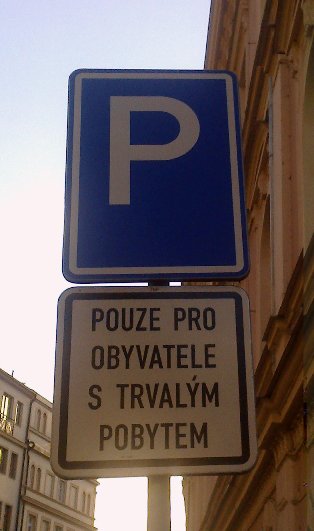 P
POUZE PRO
OBYVATELE
S TRVALÝM
POBYTEM